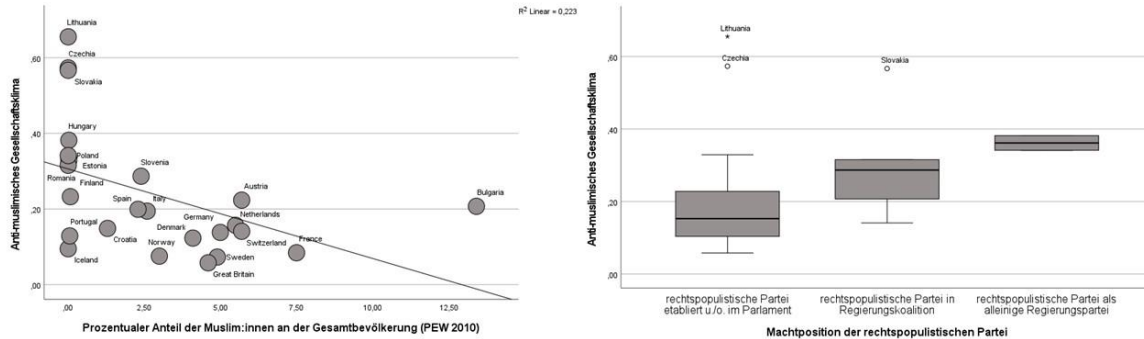 R² Linear = 0,223
Anti-muslimisches Gesellschaftsklima
,60
,40
,20
,00
Lithuania
Czechia
Slovakia
Hungary
Poland
Estonia
Romania
Finland
Slovenia
Austria
Bulgaria
Spain
Italy
Portugal
Germany
Netherlands
Denmark
Croatia
Norway
Switzerland
France
Iceland
Sweden
Great Britain
,00
2,50
5,00
7,50
10,00
12,50
Prozentualer Anteil der Muslim:innen an der Gesamtbevölkerung (PEW 2010)
Anti-muslimisches Gesellschaftsklima
,60
,40
,20
,00
Lithuania
Czechia
Slovakia
rechtspopulistische Partei
etabliert u./o. im Parlament
rechtspopulistische Partei in
Regierungskoalition
rechtspopulistische Partei als
alleinige Regierungspartei
Machtposition der rechtspopulistischen Partei